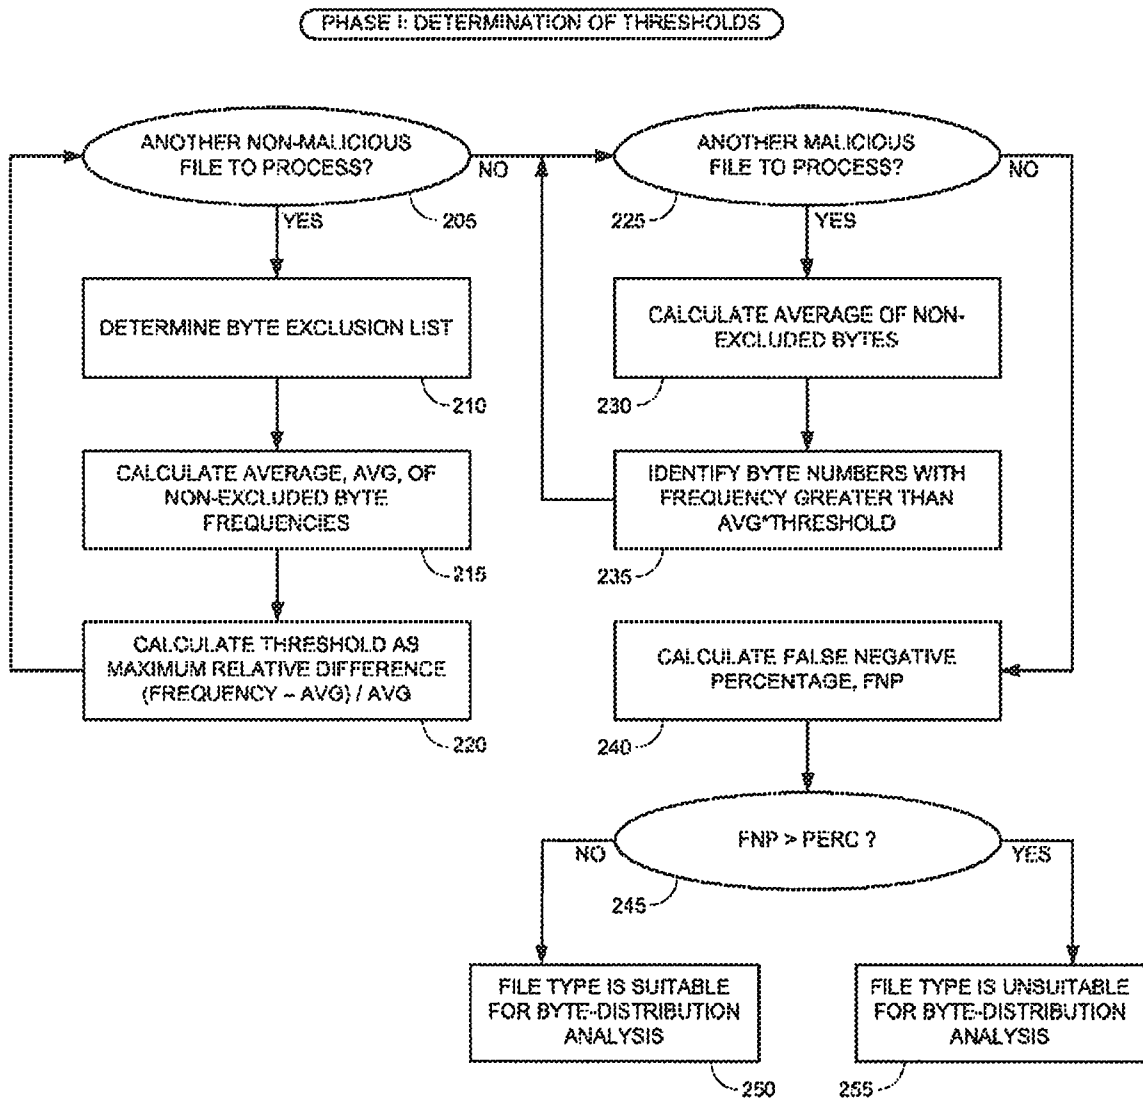 PHASE I: DETERMINATION OF THRESHOLDS
ANOTHER NON-MALICIOUS
FILE TO PROCESS?
NO
205
YES
DETERMINE BYTE EXCLUSION LIST
210
CALCULATE AVERAGE, AVG, OF
NON-EXCLUDED BYTE
FREQUENCIES
215
CALCULATE THRESHOLD AS
MAXIMUM RELATIVE DIFFERENCE
(FREQUENCY – AVG) / AVG
220
ANOTHER MALICIOUS
FILE TO PROCESS?
NO
225
YES
CALCULATE AVERAGE OF NON-
EXCLUDED BYTES
230
IDENTIFY BYTE NUMBERS WITH
FREQUENCY GREATER THAN
AVG*THRESHOLD
235
CALCULATE FALSE NEGATIVE
PERCENTAGE, FNP
240
FNP > PERC ?
NO
YES
245
FILE TYPE IS SUITABLE
FOR BYTE-DISTRIBUTION
ANALYSIS
250
FILE TYPE IS UNSUITABLE
FOR BYTE-DISTRIBUTION
ANALYSIS
255